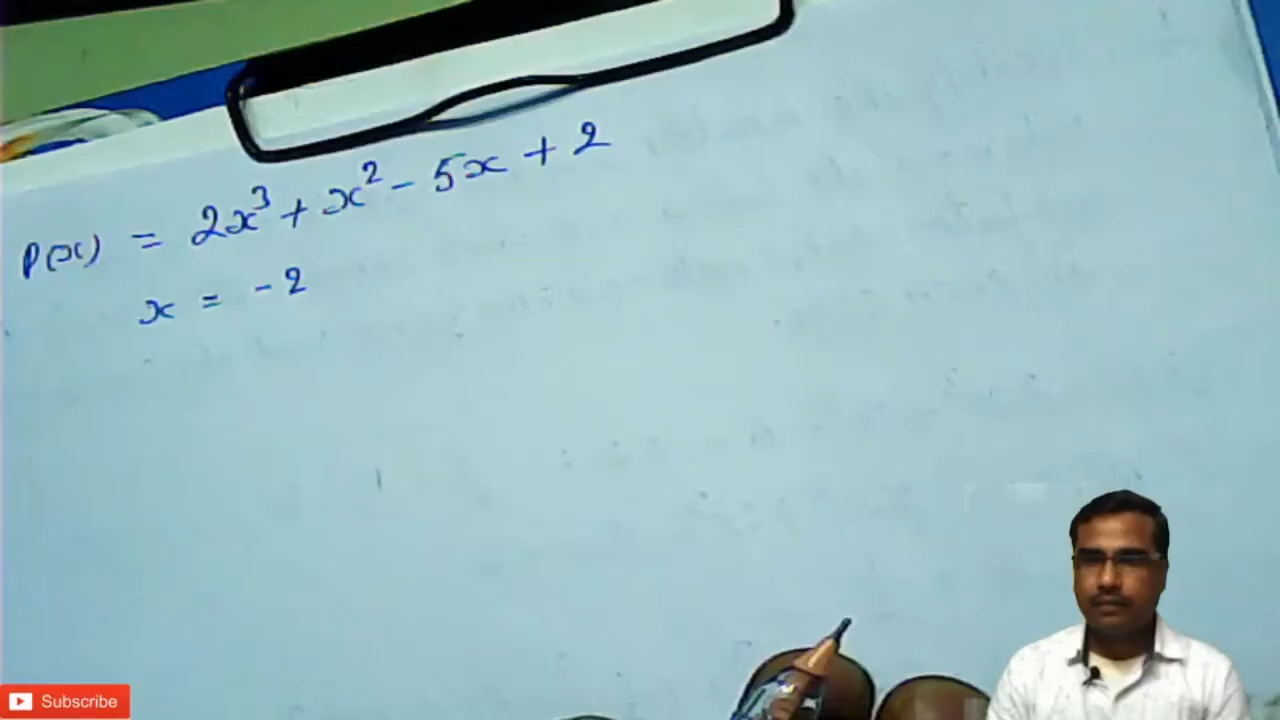 p(x) = 2x³ + x² - 5x + 2
x = -2
Subscribe